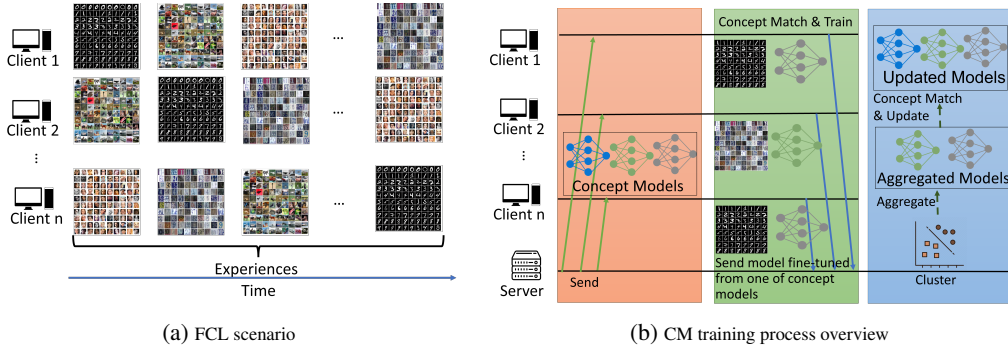 Client 1
Client 2
...
Client n
...
...
...
Experiences
Time
(a) FCL scenario
Client 1
Client 2
...
Client n
Server
Concept Models
Send
Concept Match & Train
Send model fine-tuned
from one of concept
models
Updated Models
Concept Match
& Update
Aggregated Models
Aggregate
Cluster
(b) CM training process overview